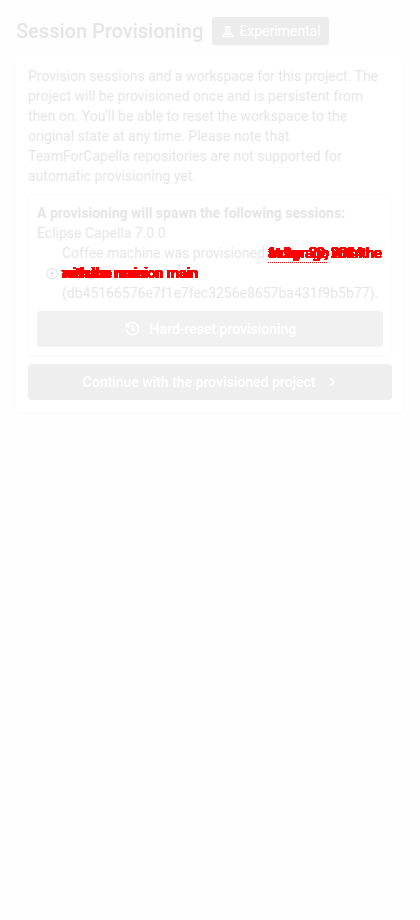 Session Provisioning Experimental
Provision sessions and a workspace for this project. The
project will be provisioned once and is persistent from
then on. You'll be able to reset the workspace to the
original state at any time. Please note that
TeamForCapella repositories are not supported for
automatic provisioning yet.
A provisioning will spawn the following sessions:
Eclipse Capella 7.0.0
Coffee machine was provisioned
revision main
(db45166576e7f1e7fec3256e8657ba431f9b5b77).
Hard-reset provisioning
Continue with the provisioned project